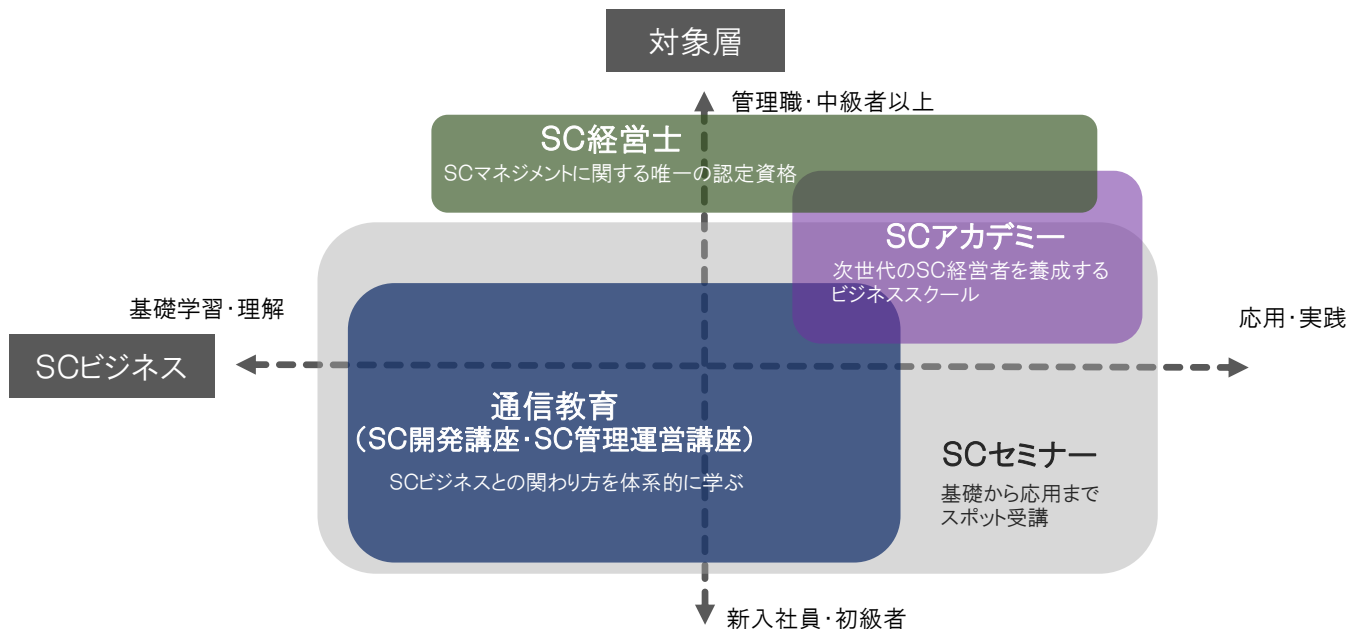 対象層
管理職・中級者以上
SC経営士
SCマネジメントに関する唯一の認定資格
SCアカデミー
次世代のSC経営者を養成する
ビジネススクール
基礎学習・理解
応用・実践
SCビジネス
通信教育
（SC開発講座・SC管理運営講座）
SCビジネスとの関わり方を体系的に学ぶ
SCセミナー
基礎から応用まで
スポット受講
新入社員・初級者